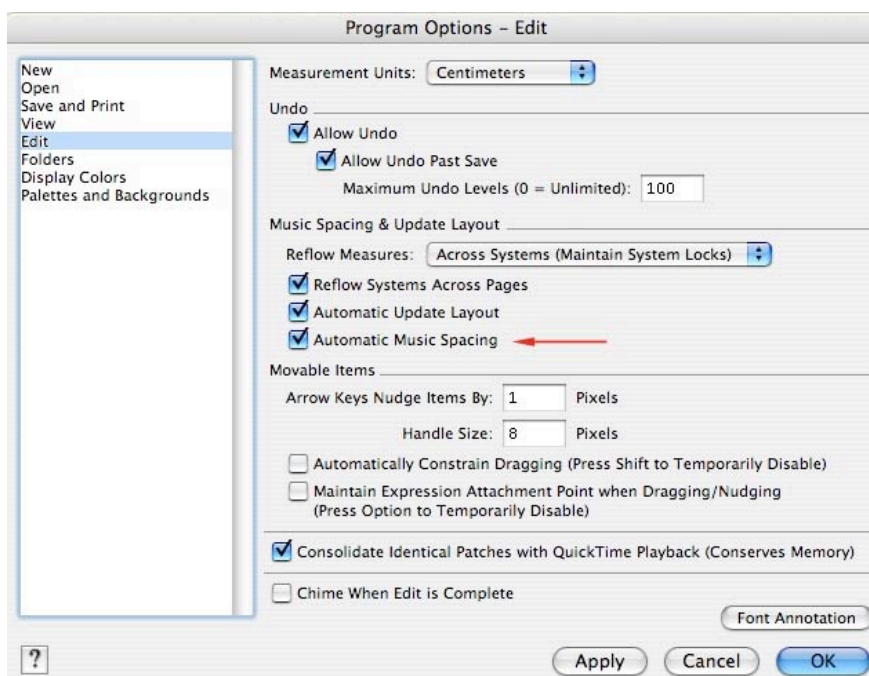 Program Options – Edit
New
Open
Save and Print
View
Edit
Folders
Display Colors
Palettes and Backgrounds
Measurement Units: Centimeters
Undo
Allow Undo
Allow Undo Past Save
Maximum Undo Levels (0 = Unlimited): 100
Music Spacing & Update Layout
Reflow Measures: Across Systems (Maintain System Locks)
Reflow Systems Across Pages
Automatic Update Layout
Automatic Music Spacing
Movable Items
Arrow Keys Nudge Items By: 1 Pixels
Handle Size: 8 Pixels
Automatically Constrain Dragging (Press Shift to Temporarily Disable)
Maintain Expression Attachment Point when Dragging/Nudging
(Press Option to Temporarily Disable)
Consolidate Identical Patches with QuickTime Playback (Conserves Memory)
Chime When Edit is Complete
Font Annotation
?
Apply
Cancel
OK